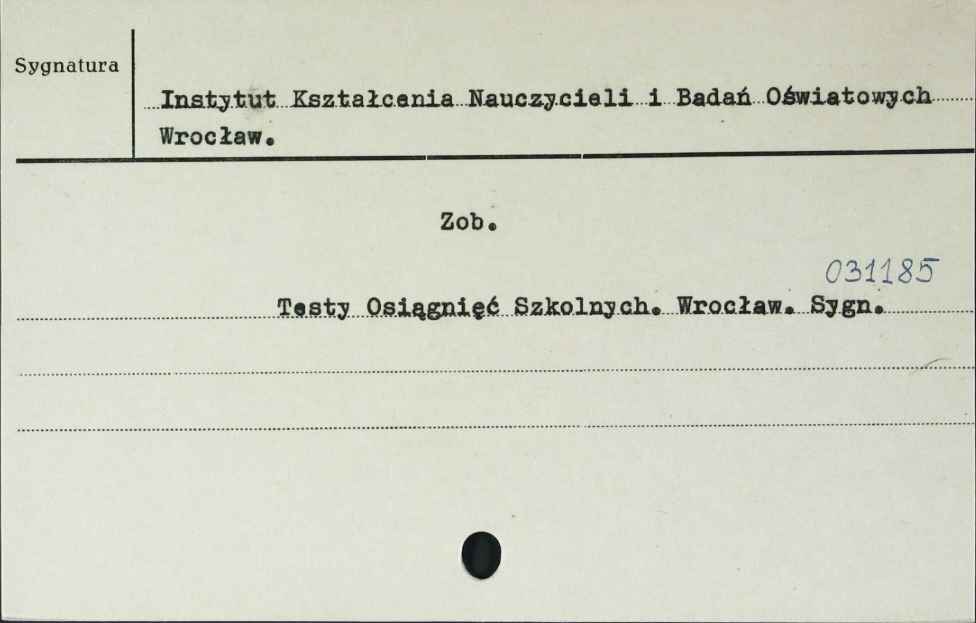 Sygnatura
Instytut Kształcenia Nauczycieli i Badań Oświatowych
Wrocław.
Zob.
031185
Testy Osiągnięć Szkolnych. Wrocław. Sygn.